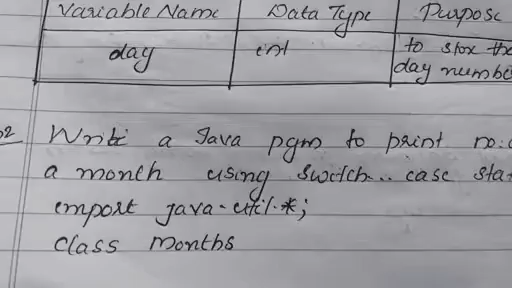 Variable Name Data Type Purpose
day int to store the
day number
Write a Java pgm to print no.
a month using switch.. case
import java.util.*;
class months